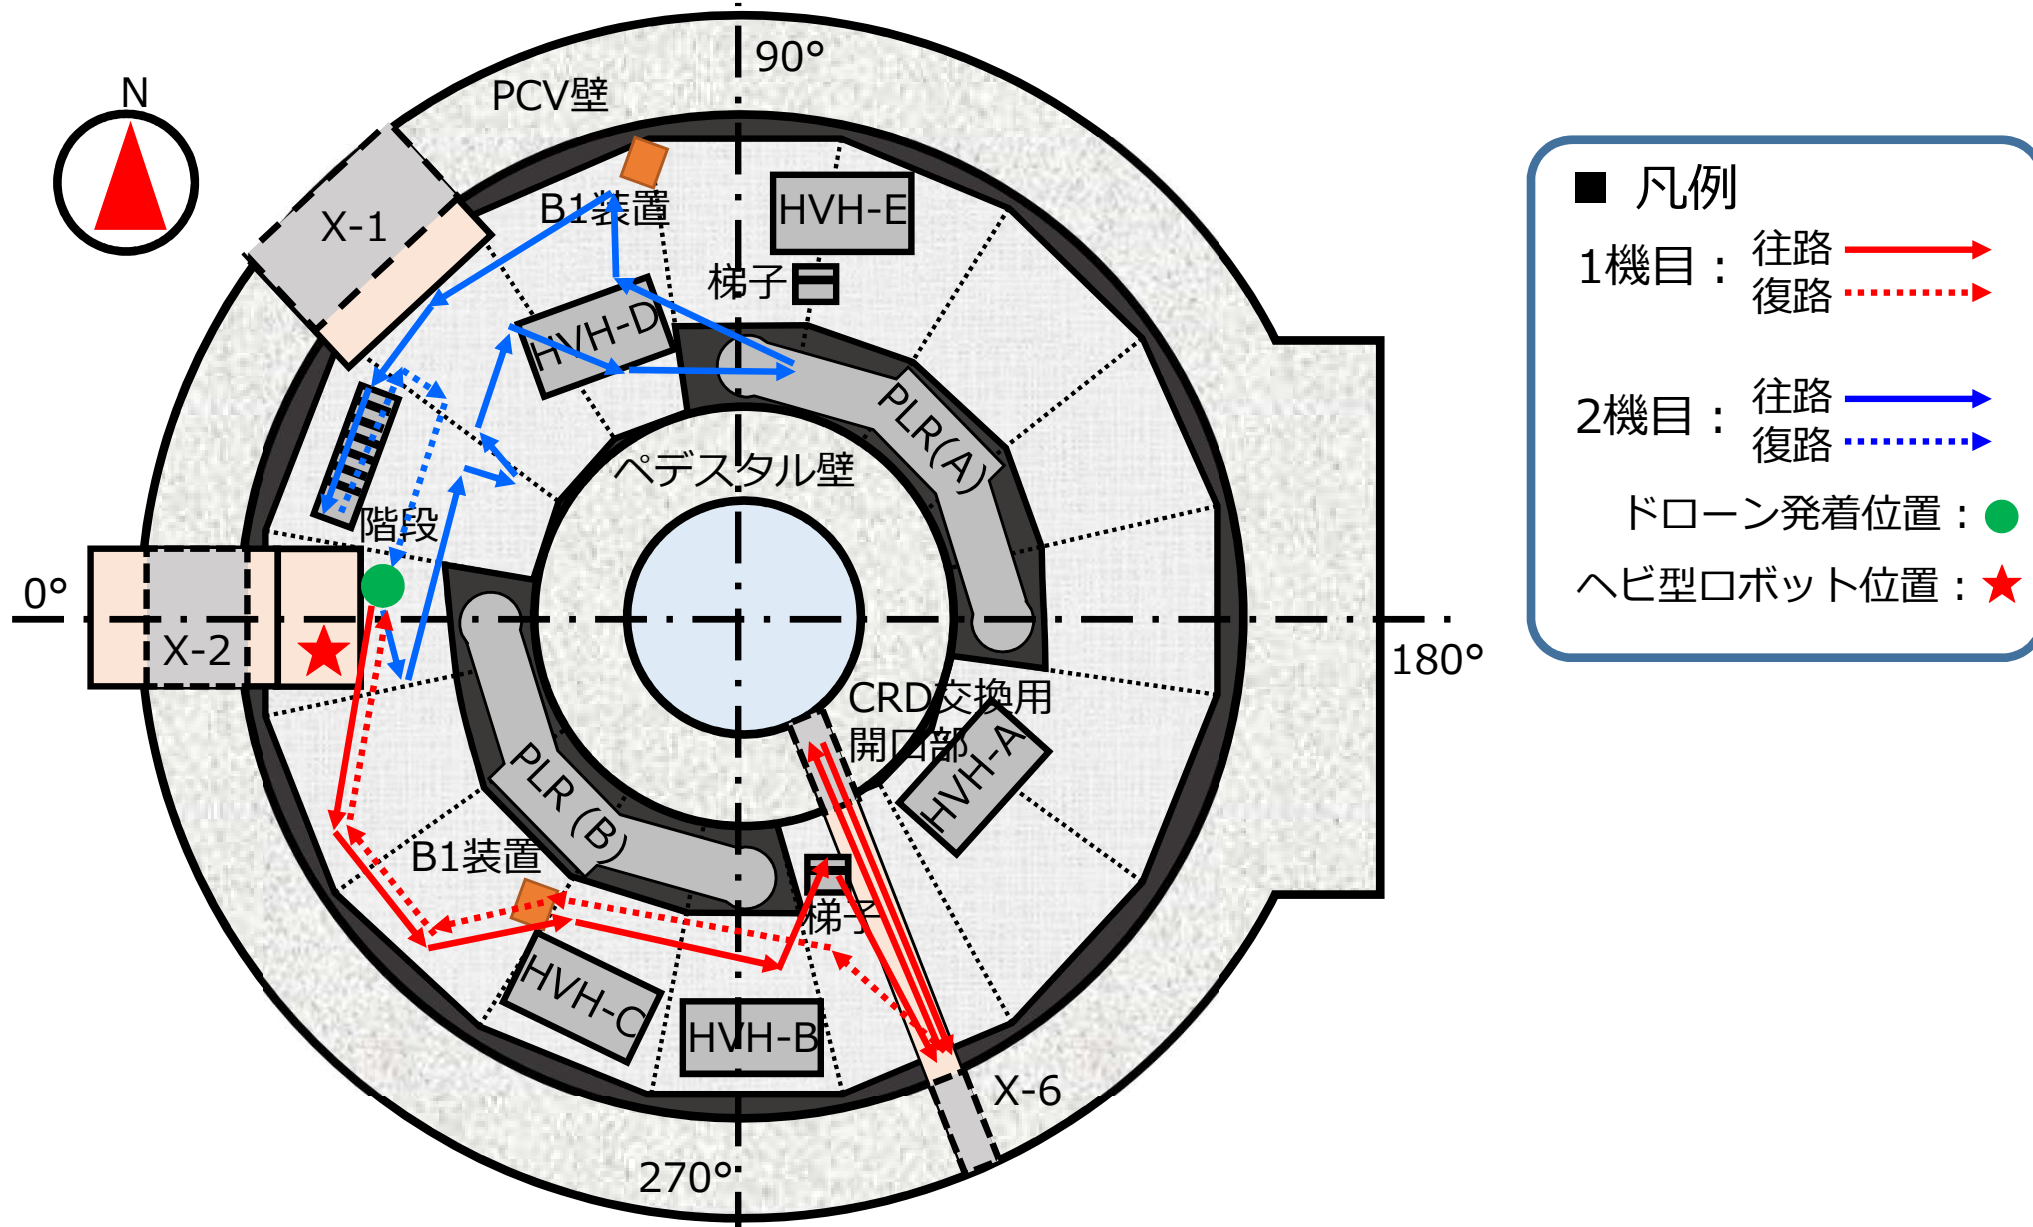 N
90°
PCV壁
X-1
B1装置
HVH-E
梯子
HVH-D
PLR(A)
ペデスタル壁
階段
0°
X-2
180°
CRD交換用
開口部
HVH-A
PLR (B)
B1装置
梯子
HVH-C
HVH-B
X-6
270°
■ 凡例
1機目：
往路
復路
2機目：
往路
復路
ドローン発着位置：
ヘビ型ロボット位置：